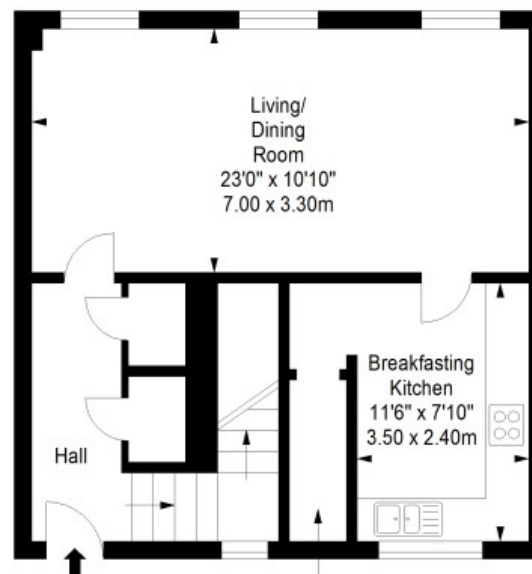 Living/
Dining
Room
23'0" x 10'10"
7.00 x 3.30m
Breakfasting
Kitchen
11'6" x 7'10"
3.50 x 2.40m
Hall